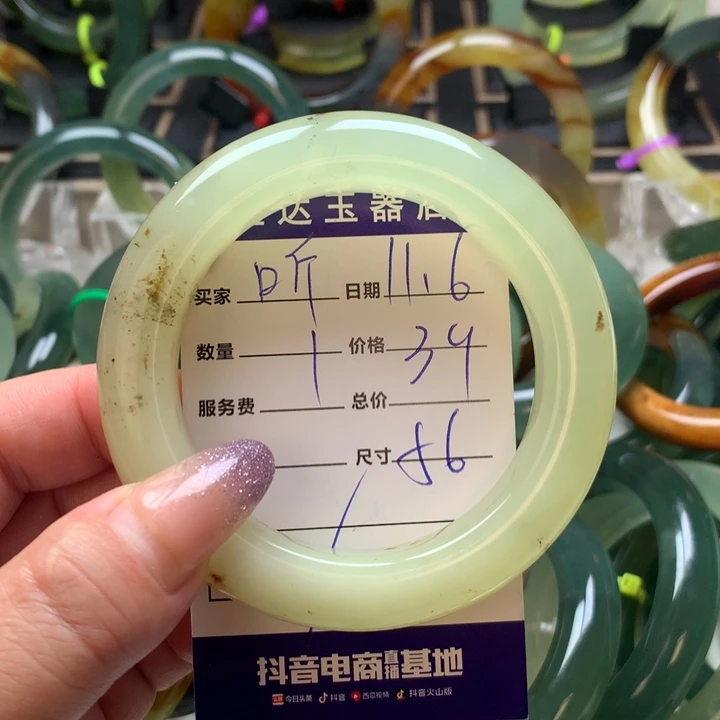 达玉器店
买家 听 日期 11.6
数量 1 价格 39
服务费 总价
尺寸 56
抖音电商直播基地
今日头条 抖音 西瓜视频 抖音火山版